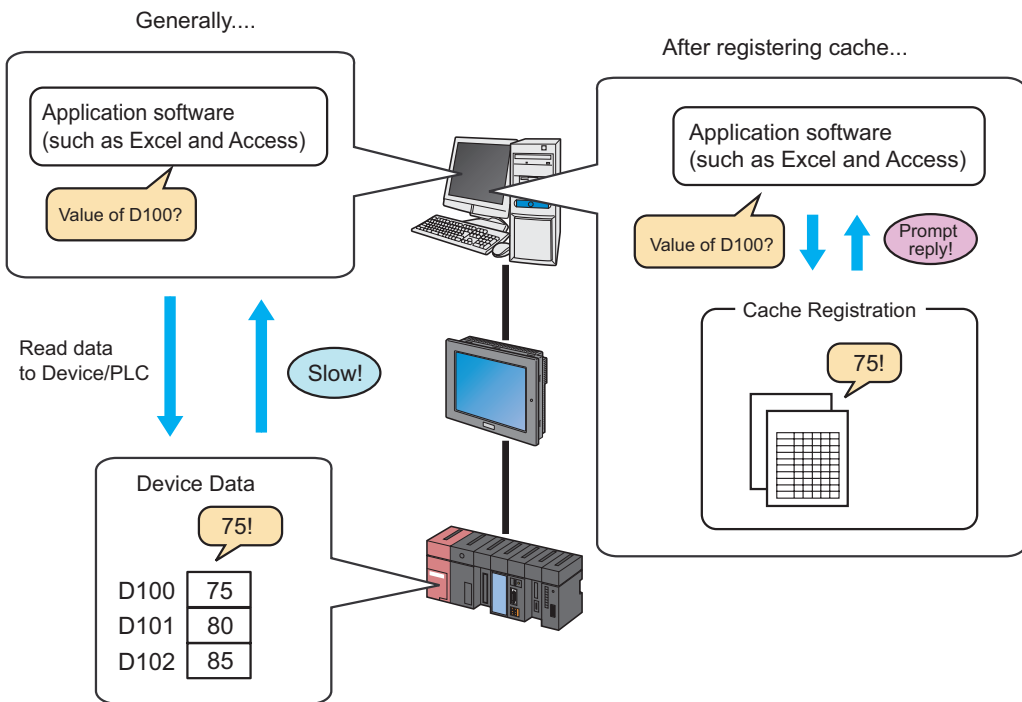 Generally....
Application software
(such as Excel and Access)
Value of D100?
Read data
to Device/PLC
Slow!
Device Data
75!
D100 75
D101 80
D102 85
After registering cache...
Application software
(such as Excel and Access)
Value of D100?
Prompt
reply!
Cache Registration
75!